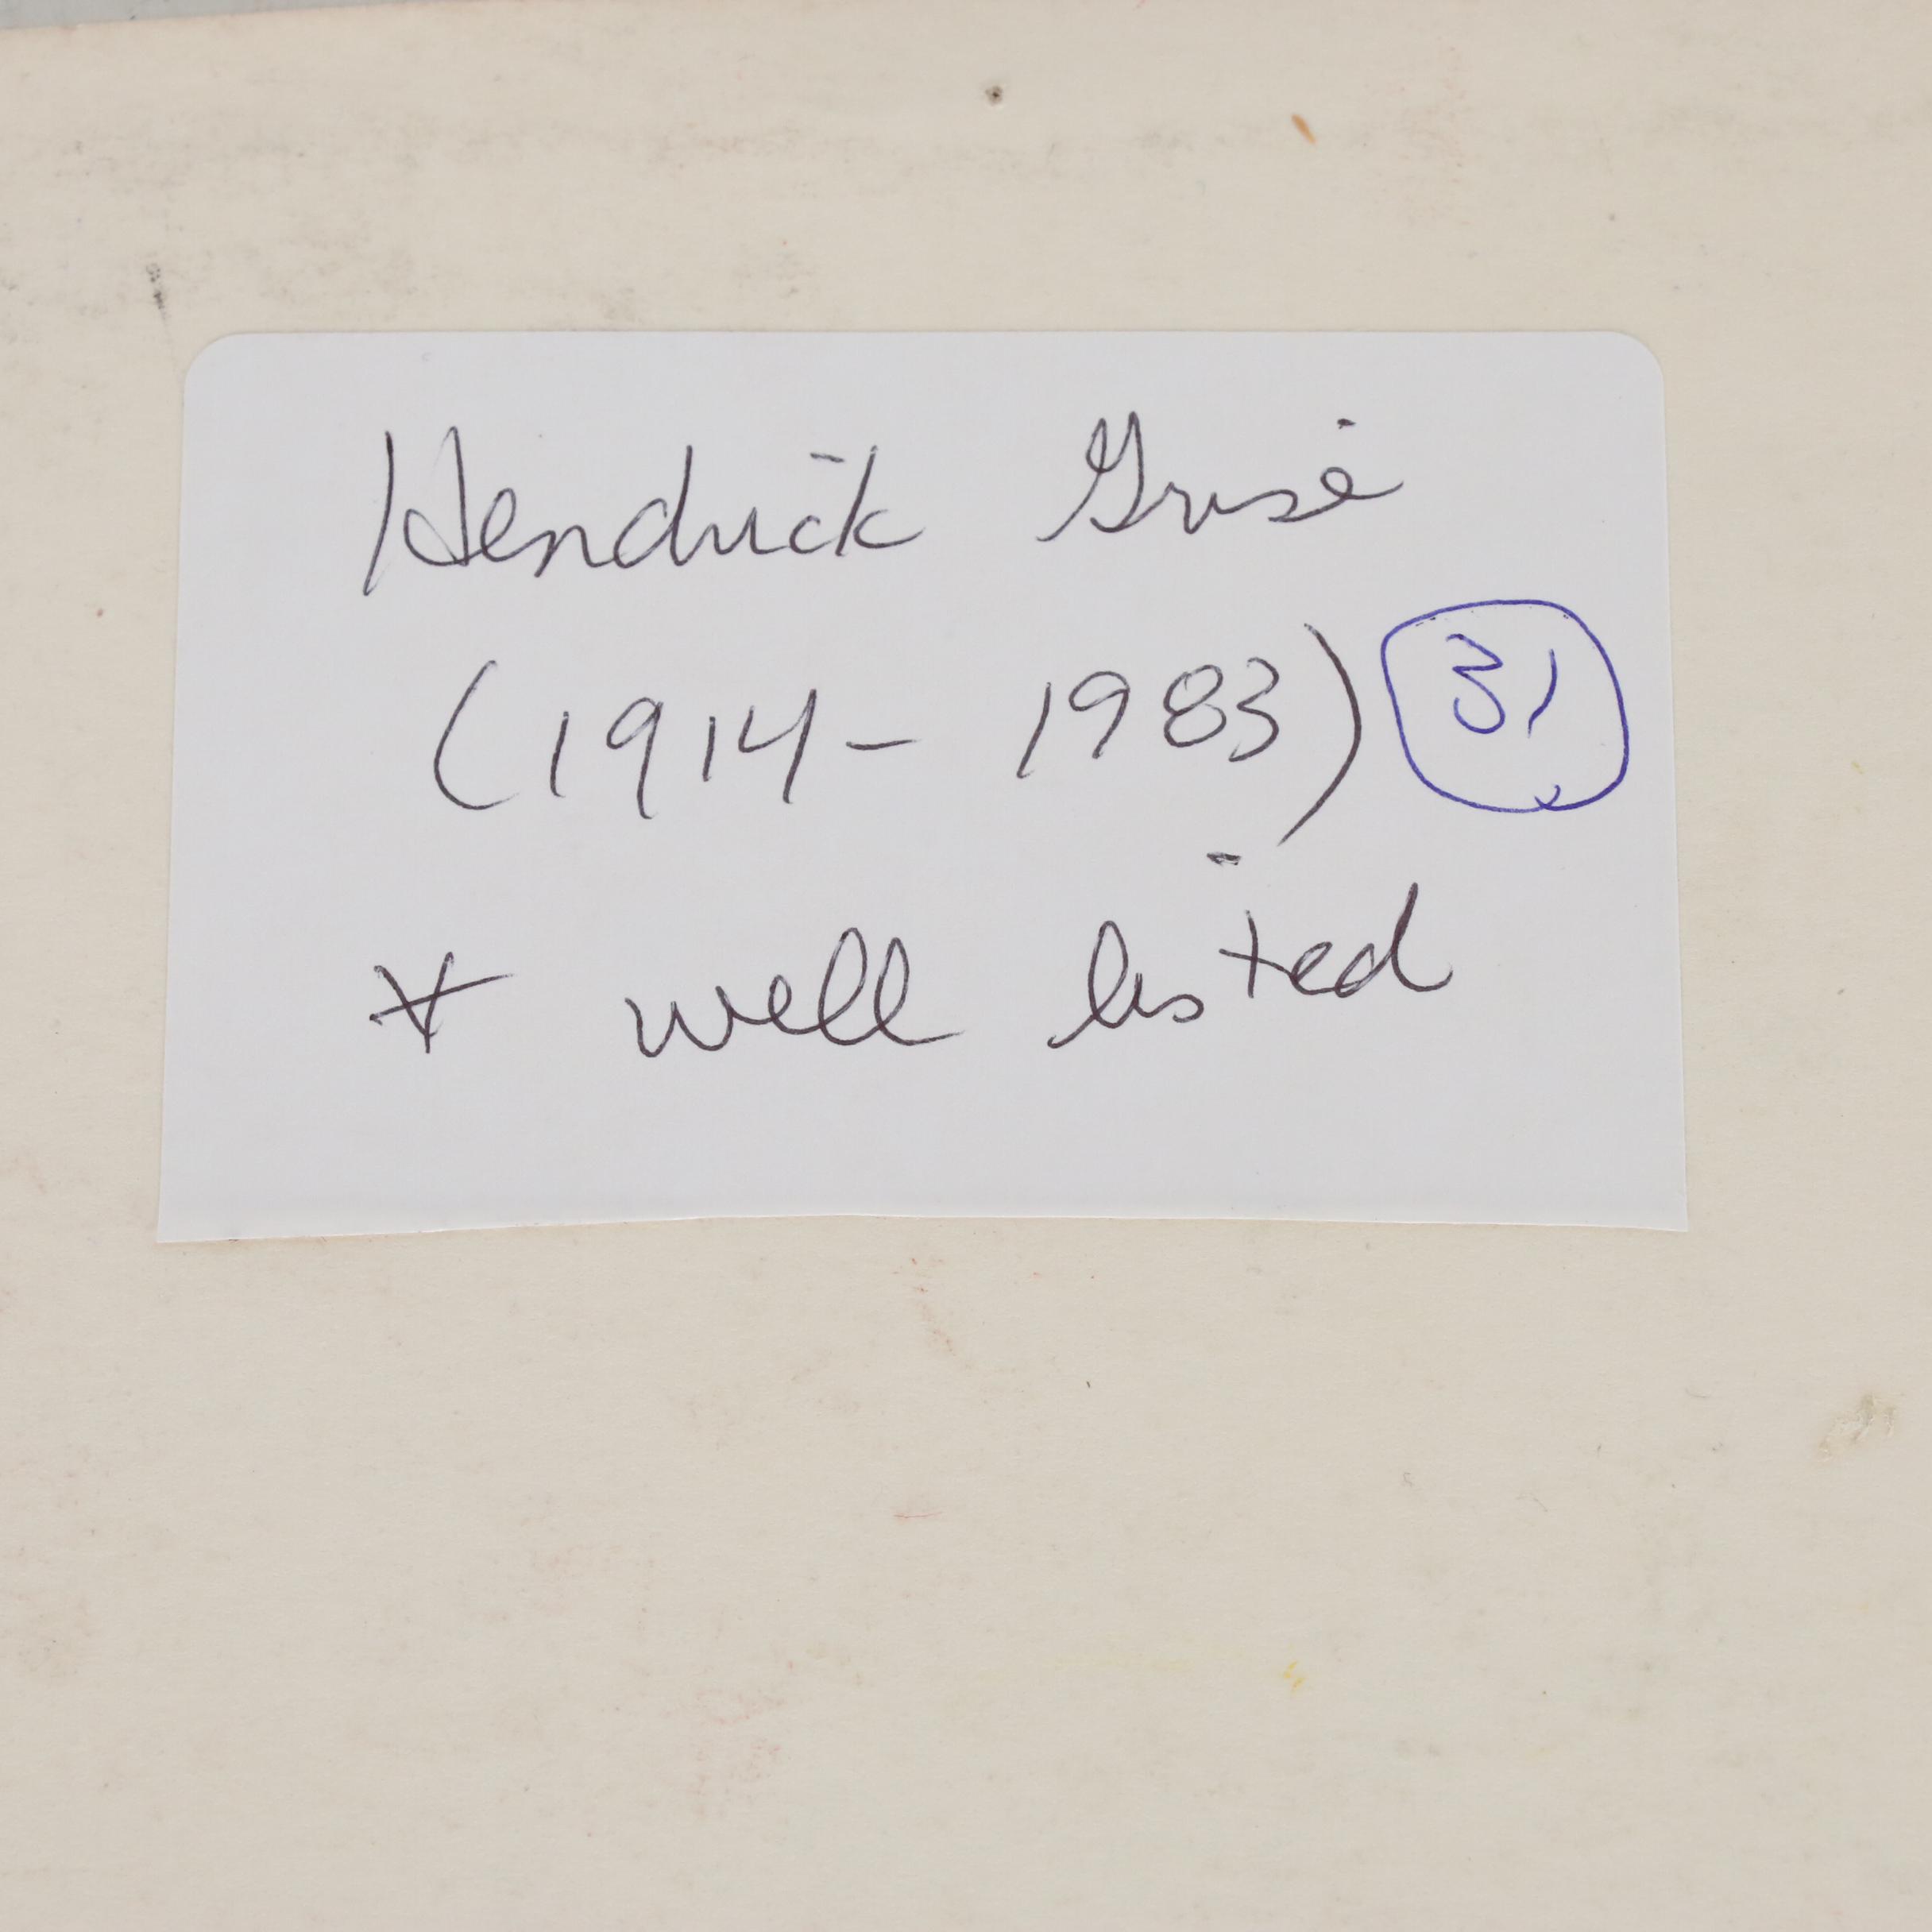 Hendrick Grise
(1914- 1983) 31
* well listed